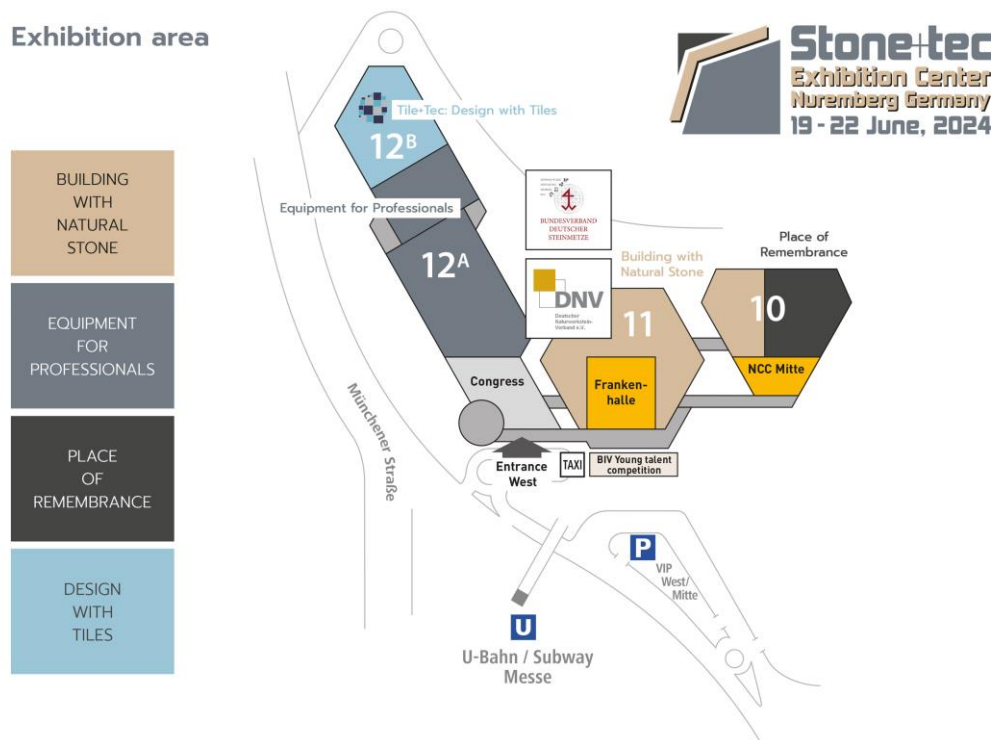 Exhibition area
Stone+tec
Exhibition Center
Nuremberg Germany
19 - 22 June, 2024
BUILDING
WITH
NATURAL
STONE
EQUIPMENT
FOR
PROFESSIONALS
PLACE
OF
REMEMBRANCE
DESIGN
WITH
TILES
Tile+Tec: Design with Tiles
12B
Equipment for Professionals
12A
BUNDESVERBAND
DEUTSCHER
STEINMETZE
DNV
Deutscher
Naturwerkstein-
Verband e.V.
Building with
Natural Stone
11
Place of
Remembrance
10
NCC Mitte
Franken-
halle
Congress
Münchener Straße
Entrance
West
TAXI
BIV Young talent
competition
P
VIP
West/
Mitte
U
U-Bahn / Subway
Messe